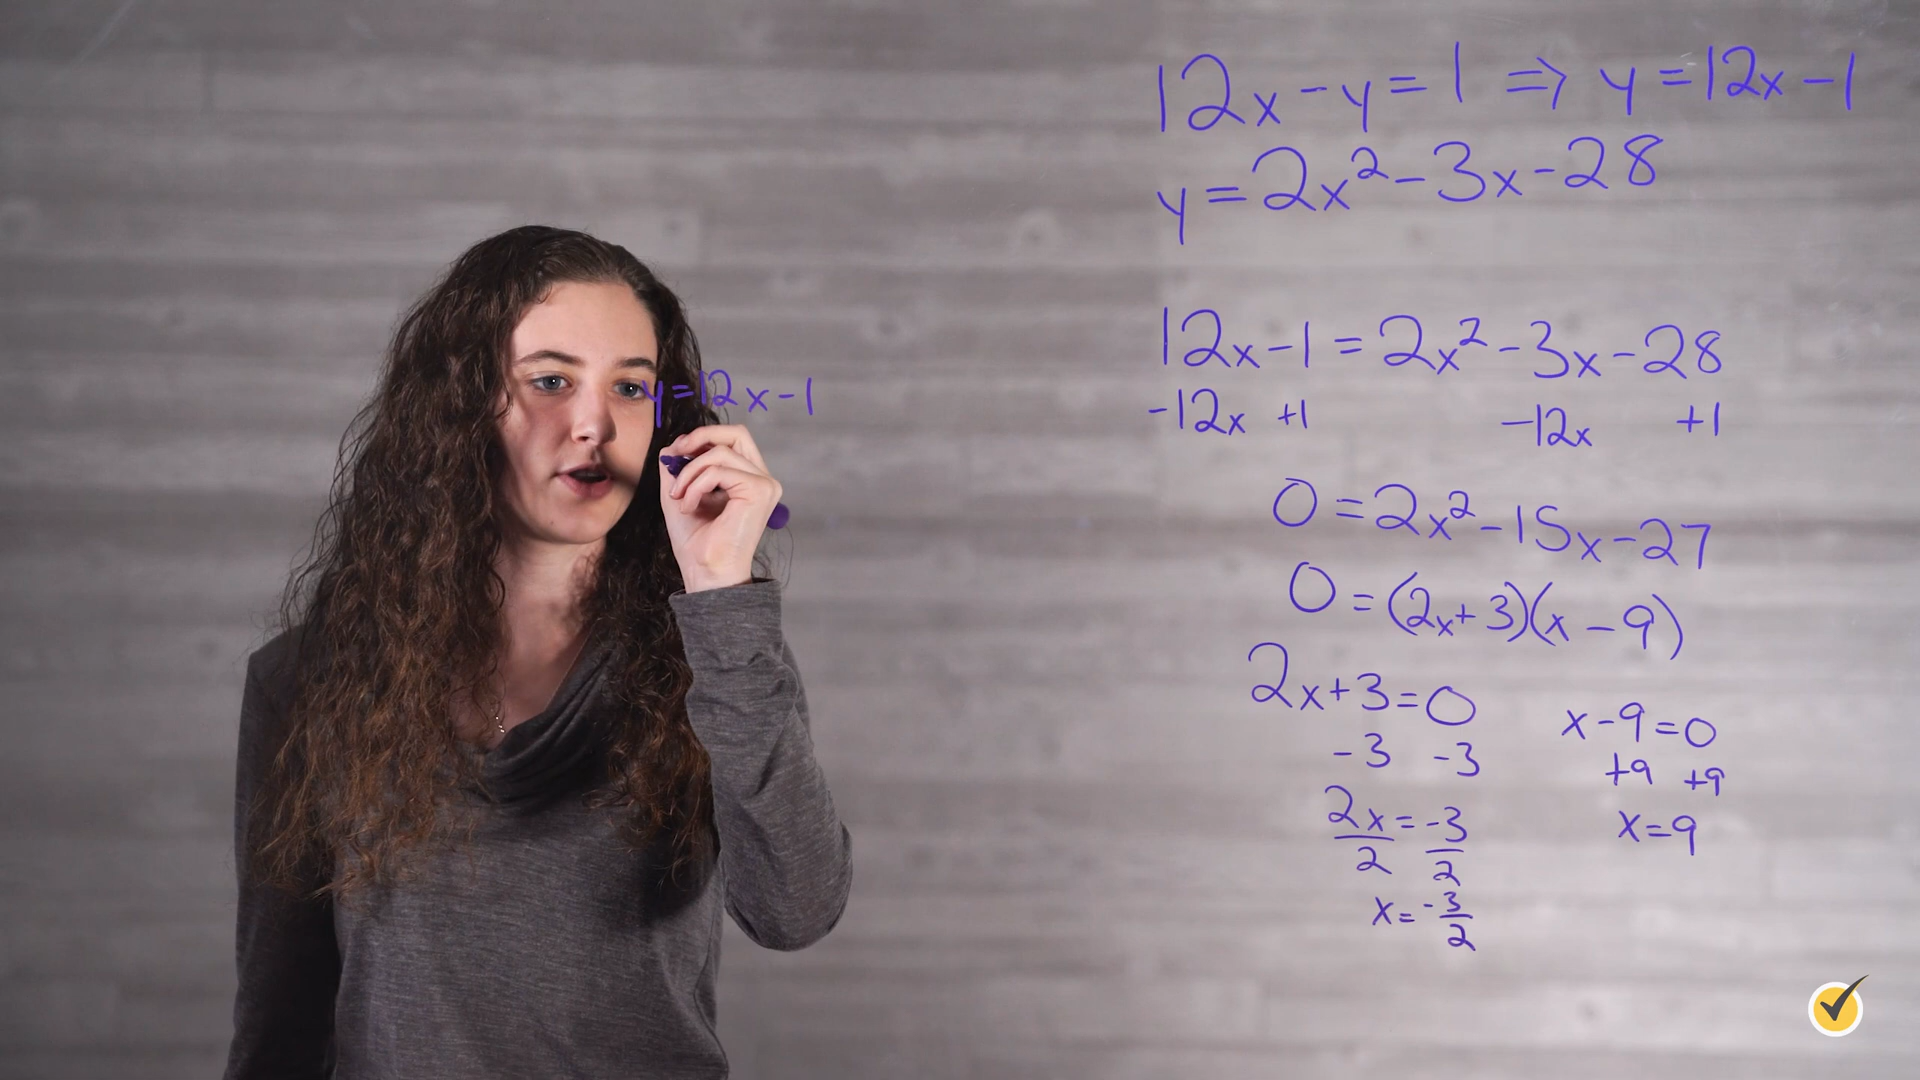 12x-y=1 ⇒ y=12x-1
y=2x²-3x-28
12x-1=2x²-3x-28
-12x +1 -12x +1
0=2x²-15x-27
0=(2x+3)(x-9)
2x+3=0
-3 -3
2x/2=-3/2
x=-3/2
x-9=0
+9 +9
x=9
y=12x-1